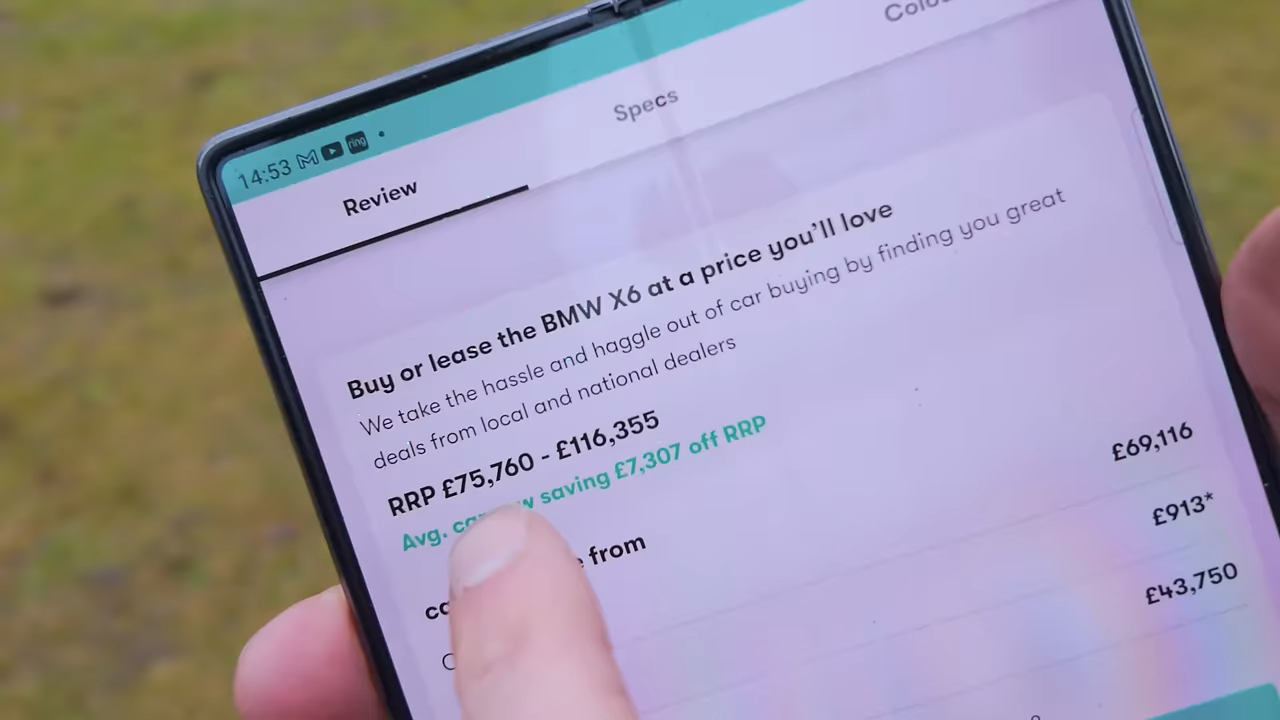 14:53 ring
Review
Specs
Buy or lease the BMW X6 at a price you'll love
We take the hassle and haggle out of car buying by finding you great
deals from local and national dealers
RRP £75,760 - £116,355
Avg. saving £7,307 off RRP
from
£69,116
£913*
£43,750